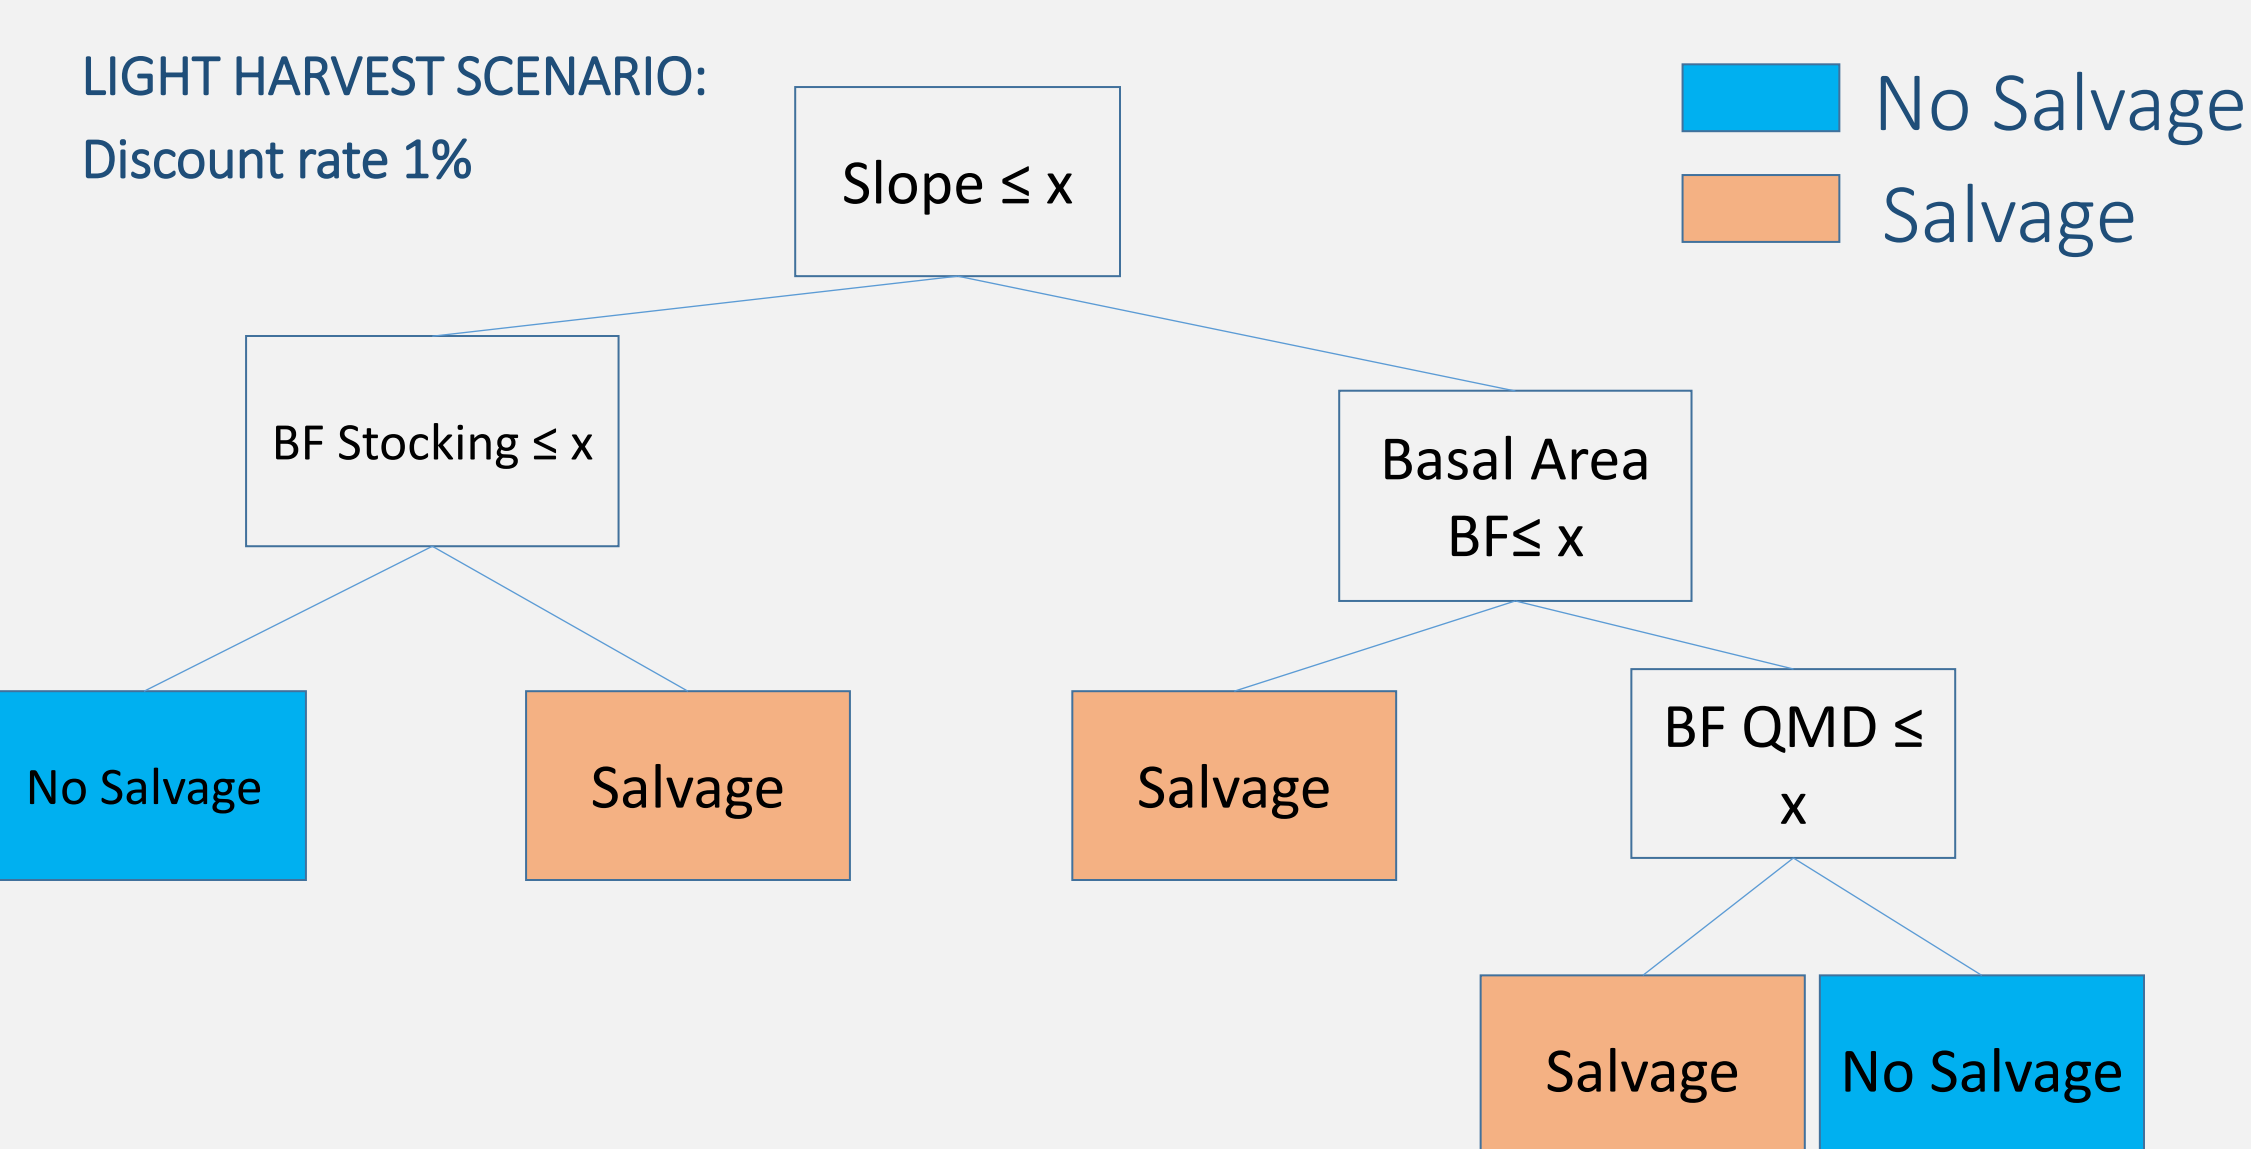 LIGHT HARVEST SCENARIO:
Discount rate 1%
No Salvage
Salvage
Slope ≤ x
BF Stocking ≤ x
Basal Area
BF≤ x
No Salvage
Salvage
Salvage
BF QMD ≤
x
Salvage
No Salvage